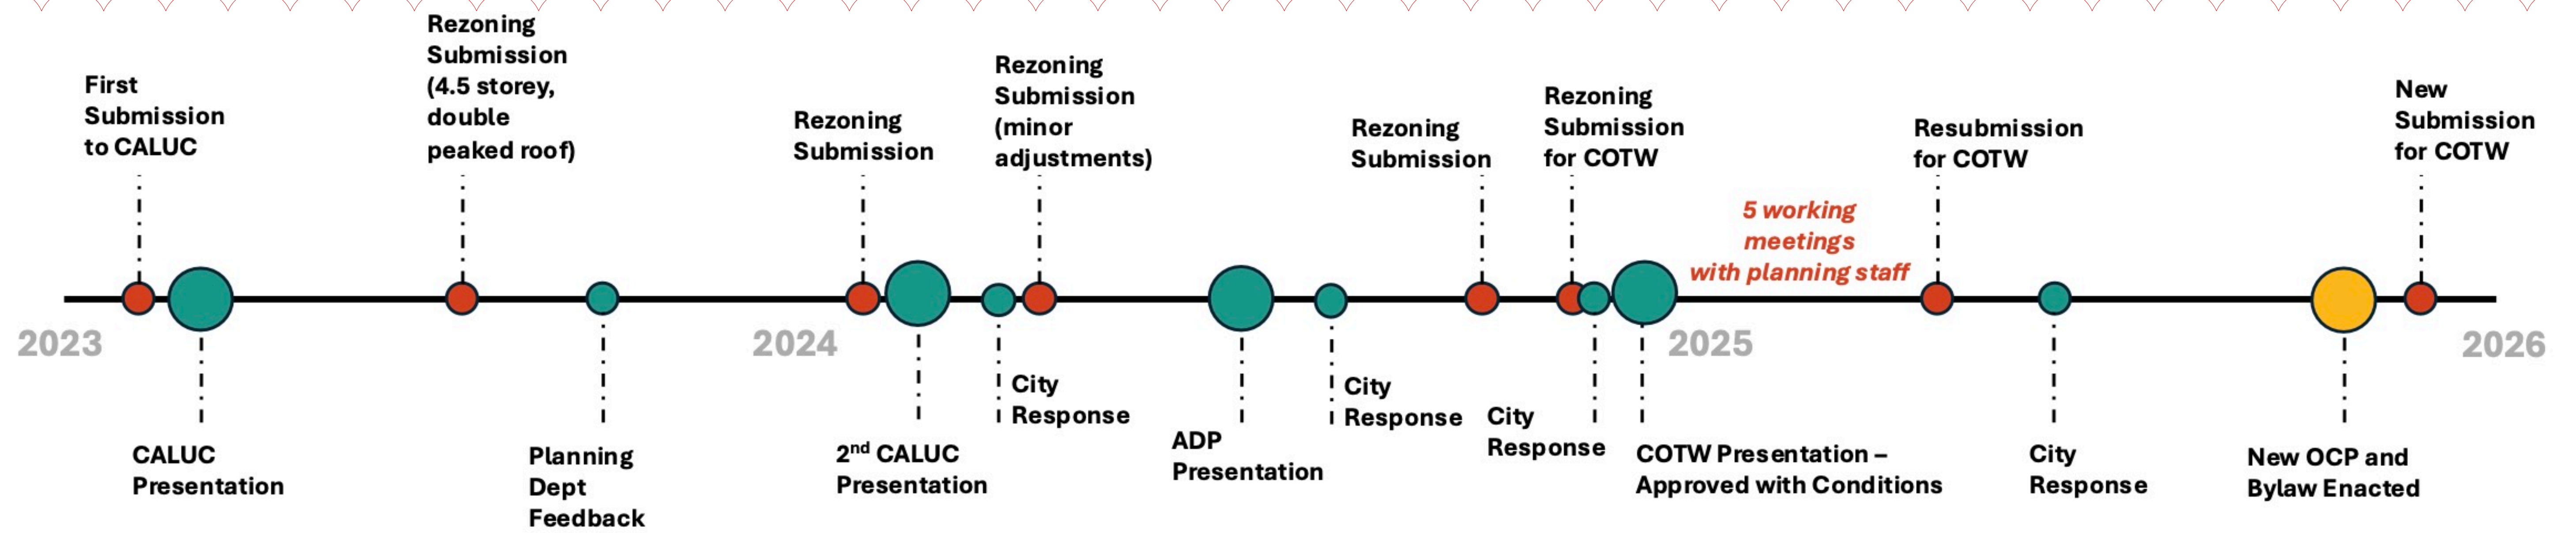 First
Submission
to CALUC
Rezoning
Submission
(4.5 storey,
double
peaked roof)
Rezoning
Submission
Rezoning
Submission
(minor
adjustments)
Rezoning
Submission
Rezoning
Submission
for COTW
5 working
meetings
with planning staff
Resubmission
for COTW
New
Submission
for COTW
2023
2024
2025
2026
CALUC
Presentation
Planning
Dept
Feedback
2nd CALUC
Presentation
City
Response
ADP
Presentation
City
Response
City
Response
COTW Presentation –
Approved with Conditions
City
Response
New OCP and
Bylaw Enacted